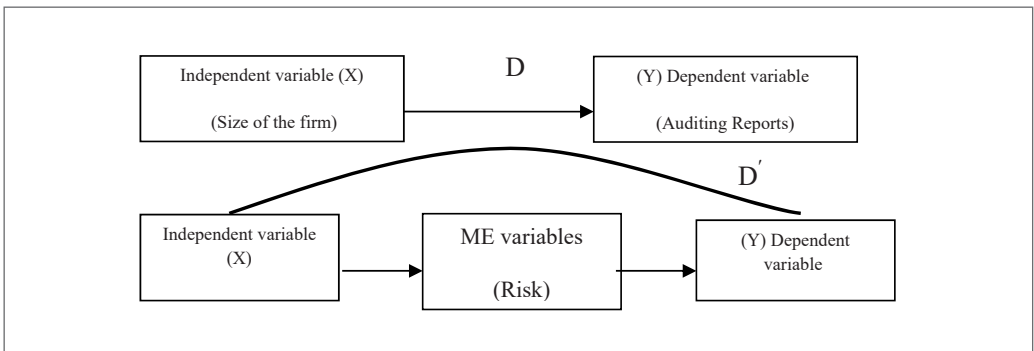 Independent variable (X)
(Size of the firm)
D
(Y) Dependent variable
(Auditing Reports)
D′
Independent variable
(X)
ME variables
(Risk)
(Y) Dependent
variable